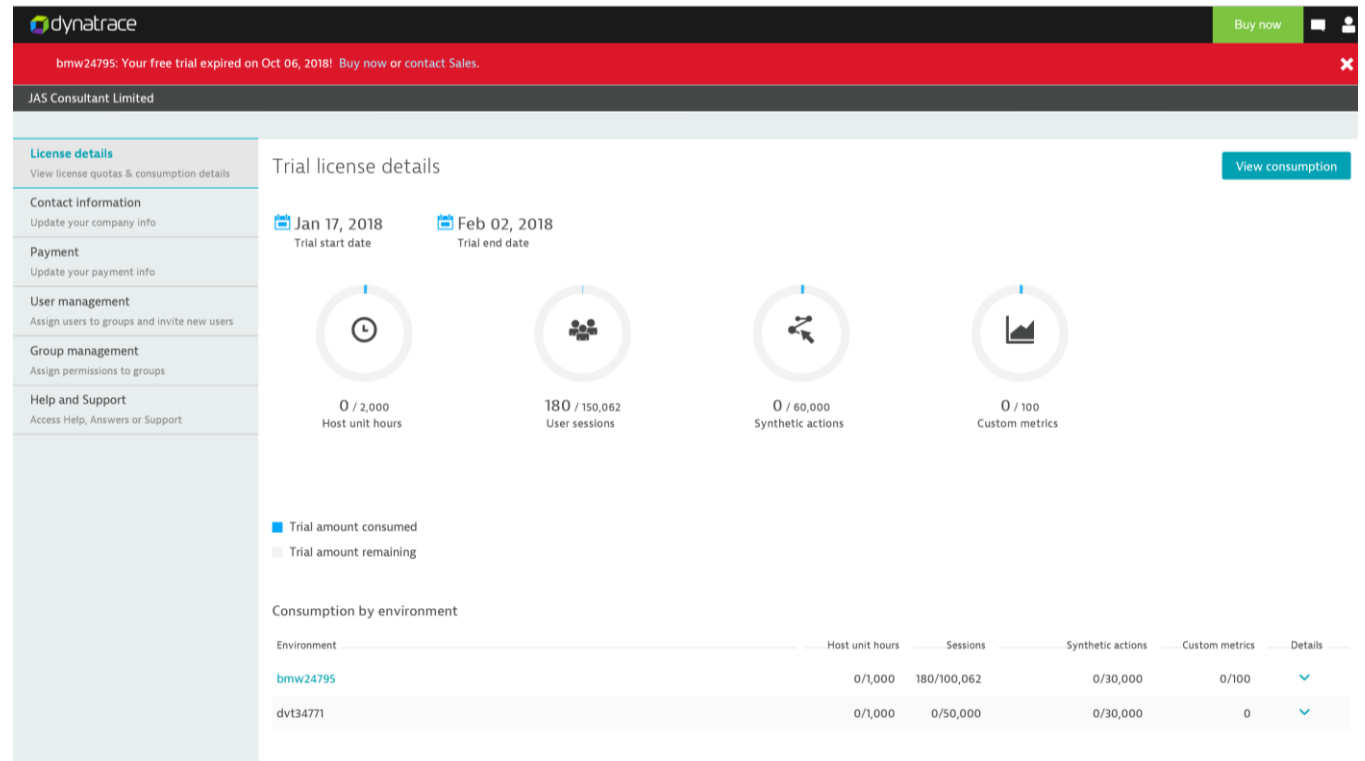 dynatrace
Buy now
bmw24795: Your free trial expired on Oct 06, 2018! Buy now or contact Sales.
JAS Consultant Limited
License details
View license quotas & consumption details
Contact information
Update your company info
Payment
Update your payment info
User management
Assign users to groups and invite new users
Group management
Assign permissions to groups
Help and Support
Access Help, Answers or Support
Trial license details
View consumption
Jan 17, 2018 Feb 02, 2018
Trial start date Trial end date
0 / 2,000 180 / 150,062 0 / 60,000 0 / 100
Host unit hours User sessions Synthetic actions Custom metrics
Trial amount consumed
Trial amount remaining
Consumption by environment
Environment Host unit hours Sessions Synthetic actions Custom metrics Details
bmw24795 0/1,000 180/100,062 0/30,000 0/100
dvt34771 0/1,000 0/50,000 0/30,000 0